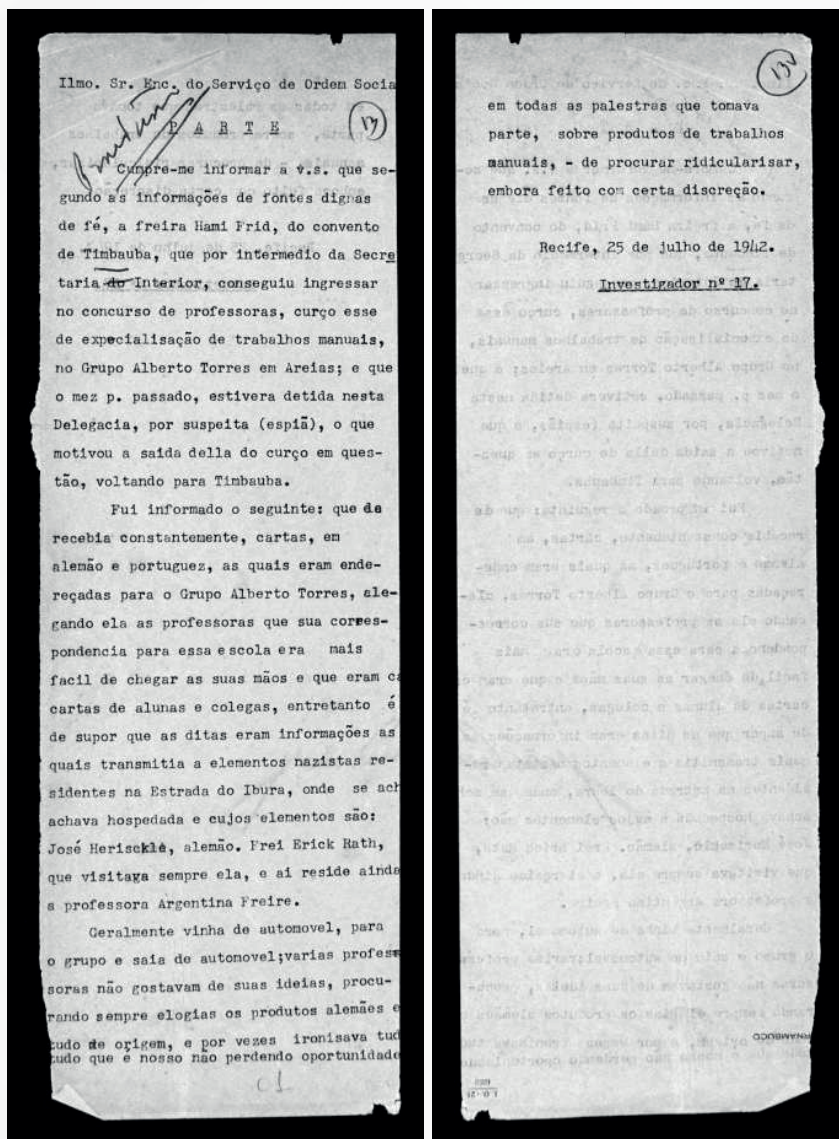 Ilmo. Sr. Enc. do Serviço de Ordem Socia
P A R T E
13
Cumpre-me informar a v.s. que se-
gundo as informações de fontes dignas
de fé, a freira Hami Frid, do convento
de Timbauba, que por intermedio da Secre
taria do Interior, conseguiu ingressar
no concurso de professoras, curço esse
de expecialisação de trabalhos manuais,
no Grupo Alberto Torres em Areias; e que
o mez p. passado, estivera detida nesta
Delegacia, por suspeita (espiã), o que
motivou a saida della do curço em ques-
tão, voltando para Timbauba.
Fui informado o seguinte: que da
recebia constantemente, cartas, em
alemão e portuguez, as quais eram ende-
reçadas para o Grupo Alberto Torres, ale-
gando ela as professoras que sua corres-
pondencia para essa escola era mais
facil de chegar as suas mãos e que eram ca
cartas de alunas e colegas, entretanto é
de supor que as ditas eram informações as
quais transmitia a elementos nazistas re-
sidentes na Estrada do Ibura, onde se ach
achava hospedada e cujos elementos são:
José Herisckle, alemão. Frei Erick Rath,
que visitaga sempre ela, e ai reside ainda
a professora Argentina Freire.
Geralmente vinha de automovel, para
o grupo e saia de automovel;varias profess
soras não gostavam de suas ideias, procu-
rando sempre elogias os produtos alemães e
tudo de origem, e por vezes ironisava tud
tudo que é nosso não perdendo oportunidade
13v
em todas as palestras que tomava
parte, sobre produtos de trabalhos
manuais, - de procurar ridicularisar,
embora feito com certa discreção.
Recife, 25 de julho de 1942.
Investigador nº 17.